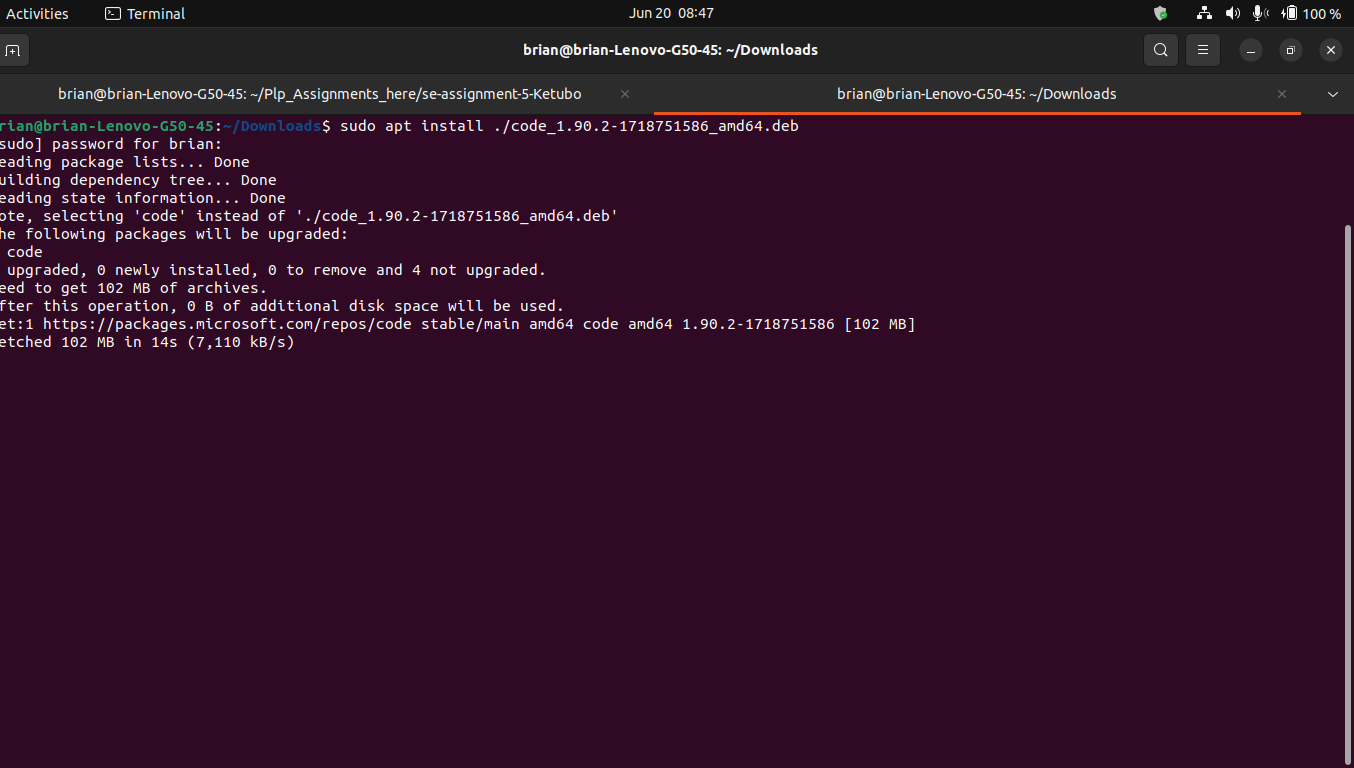 Activities Terminal Jun 20 08:47 100 %
brian@brian-Lenovo-G50-45: ~/Downloads
brian@brian-Lenovo-G50-45: ~/Plp_Assignments_here/se-assignment-5-Ketubo × brian@brian-Lenovo-G50-45: ~/Downloads ×
rian@brian-Lenovo-G50-45:~/Downloads$ sudo apt install ./code_1.90.2-1718751586_amd64.deb
sudo] password for brian:
eading package lists... Done
uilding dependency tree... Done
eading state information... Done
ote, selecting 'code' instead of './code_1.90.2-1718751586_amd64.deb'
he following packages will be upgraded:
code
upgraded, 0 newly installed, 0 to remove and 4 not upgraded.
eed to get 102 MB of archives.
fter this operation, 0 B of additional disk space will be used.
et:1 https://packages.microsoft.com/repos/code stable/main amd64 code amd64 1.90.2-1718751586 [102 MB]
etched 102 MB in 14s (7,110 kB/s)